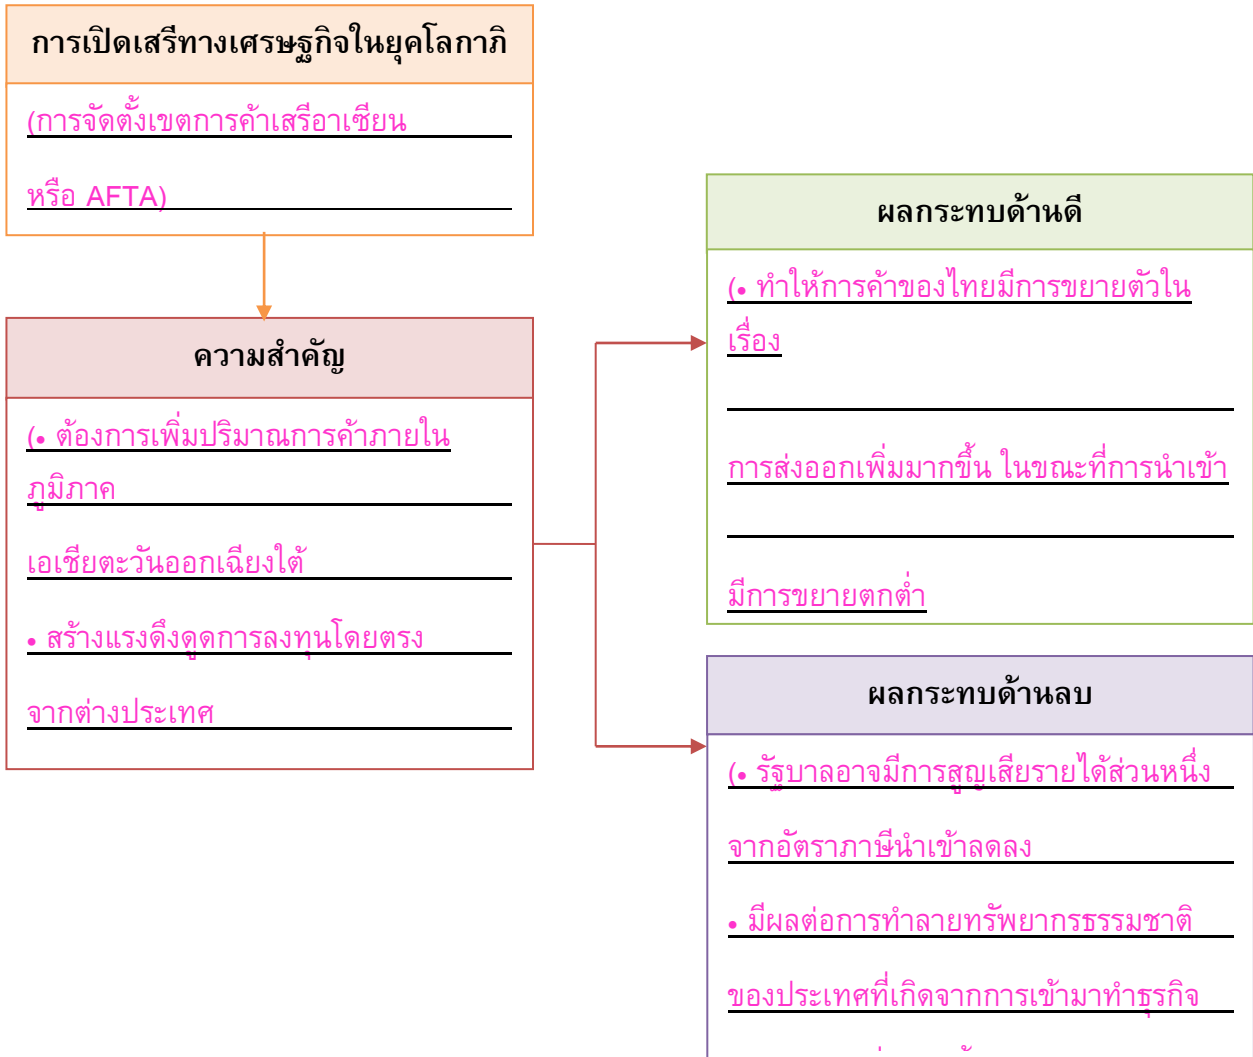 การเปิดเสรีทางเศรษฐกิจในยุคโลกาภิ
(การจัดตั้งเขตการค้าเสรีอาเซียน
หรือ AFTA)
ความสำคัญ
(• ต้องการเพิ่มปริมาณการค้าภายใน
ภูมิภาค
เอเชียตะวันออกเฉียงใต้
• สร้างแรงดึงดูดการลงทุนโดยตรง
จากต่างประเทศ
ผลกระทบด้านดี
(• ทำให้การค้าของไทยมีการขยายตัวใน
เรื่อง
การส่งออกเพิ่มมากขึ้น ในขณะที่การนำเข้า
มีการขยายตกต่ำ
ผลกระทบด้านลบ
(• รัฐบาลอาจมีการสูญเสียรายได้ส่วนหนึ่ง
จากอัตราภาษีนำเข้าลดลง
• มีผลต่อการทำลายทรัพยากรธรรมชาติ
ของประเทศที่เกิดจากการเข้ามาทำธุรกิจ